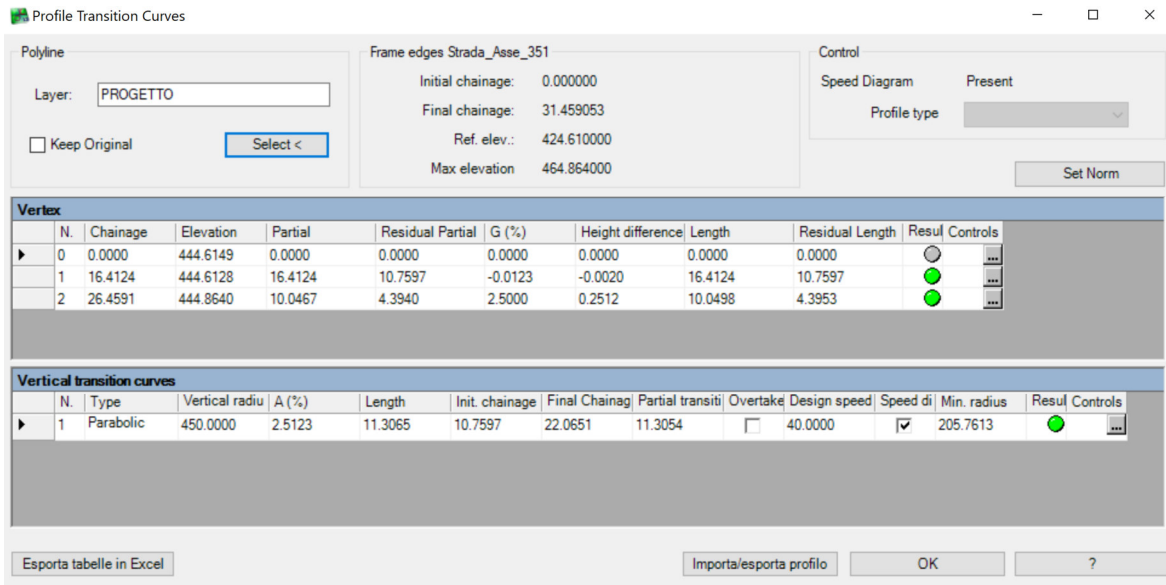 Profile Transition Curves
Polyline
Layer: PROGETTO
Keep Original Select <
Frame edges Strada_Asse_351
Initial chainage: 0.000000
Final chainage: 31.459053
Ref. elev.: 424.610000
Max elevation 464.864000
Control
Speed Diagram Present
Profile type
Set Norm
Vertex
N. Chainage Elevation Partial Residual Partial G (%) Height difference Length Residual Length Resul Controls
0 0.0000 444.6149 0.0000 0.0000 0.0000 0.0000 0.0000 0.0000 ...
1 16.4124 444.6128 16.4124 10.7597 -0.0123 -0.0020 16.4124 10.7597 ...
2 26.4591 444.8640 10.0467 4.3940 2.5000 0.2512 10.0498 4.3953 ...
Vertical transition curves
N. Type Vertical radiu A (%) Length Init. chainage Final Chainag Partial transiti Overtake Design speed Speed di Min. radius Resul Controls
1 Parabolic 450.0000 2.5123 11.3065 10.7597 22.0651 11.3054 40.0000 205.7613 ...
Esporta tabelle in Excel Importa/esporta profilo OK ?